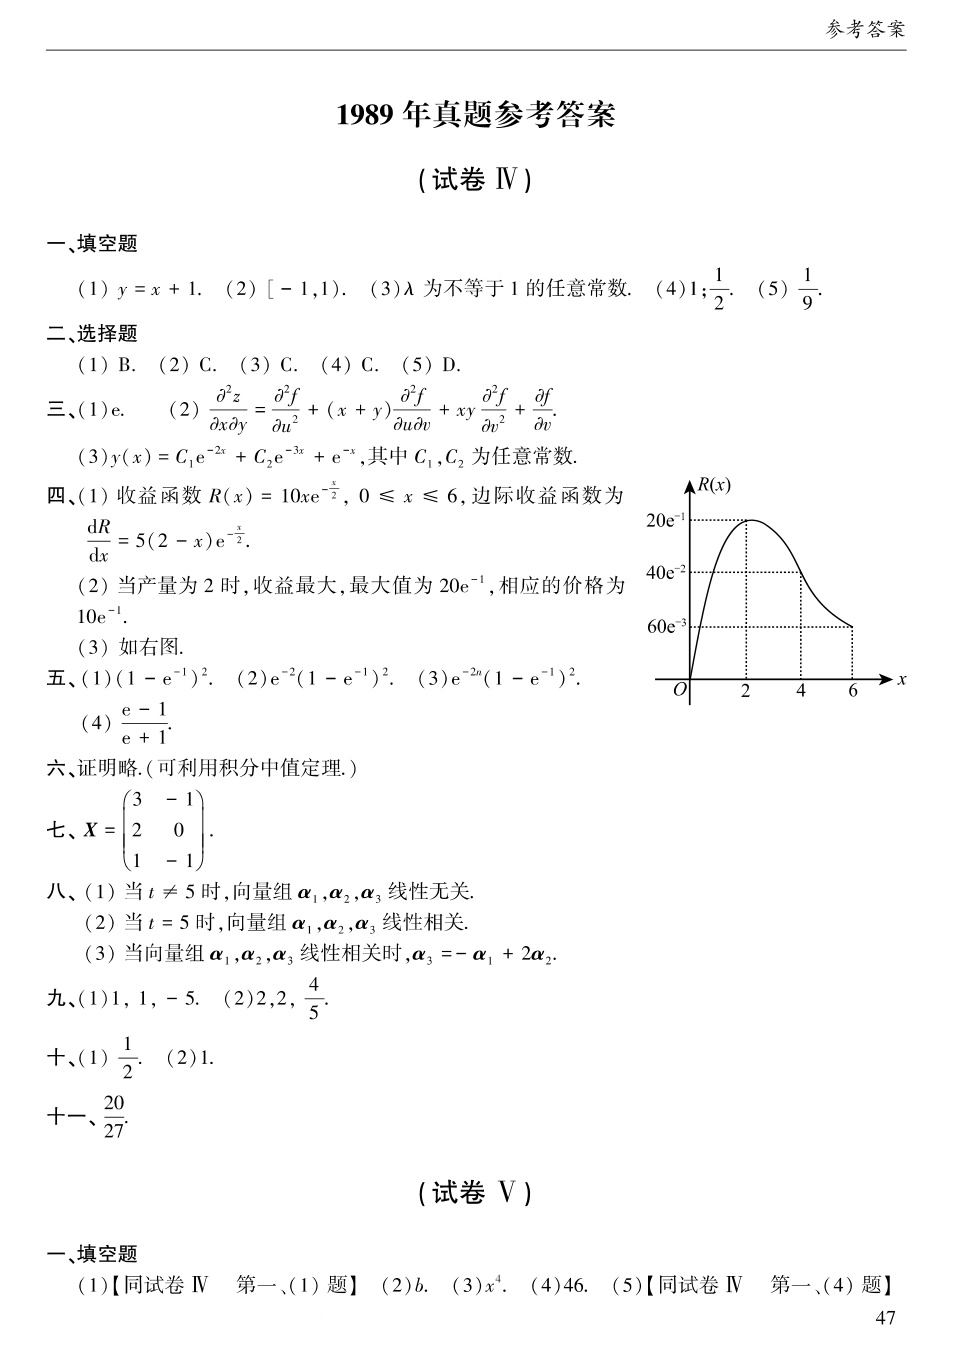 参考答案
1989 年真题参考答案
(试卷 Ⅳ)
一、填空题
(1) y = x + 1. (2) [ - 1,1). (3)λ 为不等于 1 的任意常数. (4)1; 1/2. (5) 1/9.
二、选择题
(1) B. (2) C. (3) C. (4) C. (5) D.
三、(1)e. (2) ∂²z/∂x∂y = ∂²f/∂u² + (x + y)∂²f/∂u∂v + xy ∂²f/∂v² + ∂f/∂v.
(3)y(x) = C₁e^(-2x) + C₂e^(-3x) + e^(-x),其中 C₁,C₂ 为任意常数.
四、(1) 收益函数 R(x) = 10xe^(-x/2), 0 ≤ x ≤ 6,边际收益函数为
dR/dx = 5(2 - x)e^(-x/2).
(2) 当产量为 2 时,收益最大,最大值为 20e⁻¹,相应的价格为
10e⁻¹.
(3) 如右图.
R(x)
20e⁻¹
40e⁻²
60e⁻³
O 2 4 6 x
五、(1)(1 - e⁻¹)². (2)e⁻²(1 - e⁻¹)². (3)e⁻²ⁿ(1 - e⁻¹)².
(4) (e - 1)/(e + 1).
六、证明略.(可利用积分中值定理.)
七、X = (3 -1
2 0
1 -1).
八、(1) 当 t ≠ 5 时,向量组 α₁,α₂,α₃ 线性无关.
(2) 当 t = 5 时,向量组 α₁,α₂,α₃ 线性相关.
(3) 当向量组 α₁,α₂,α₃ 线性相关时,α₃ = - α₁ + 2α₂.
九、(1)1, 1, - 5. (2)2,2, 4/5.
十、(1) 1/2. (2)1.
十一、20/27.
(试卷 Ⅴ)
一、填空题
(1)【同试卷 Ⅳ 第一、(1) 题】 (2)b. (3)x⁴. (4)46. (5)【同试卷 Ⅳ 第一、(4) 题】
47